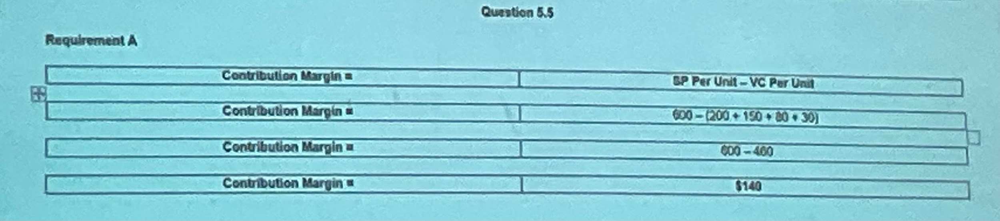 Question 5.5
Requirement A
Contribution Margin = SP Per Unit – VC Per Unit
Contribution Margin = 600 – (200 + 150 + 80 + 30)
Contribution Margin = 600 – 460
Contribution Margin = $140